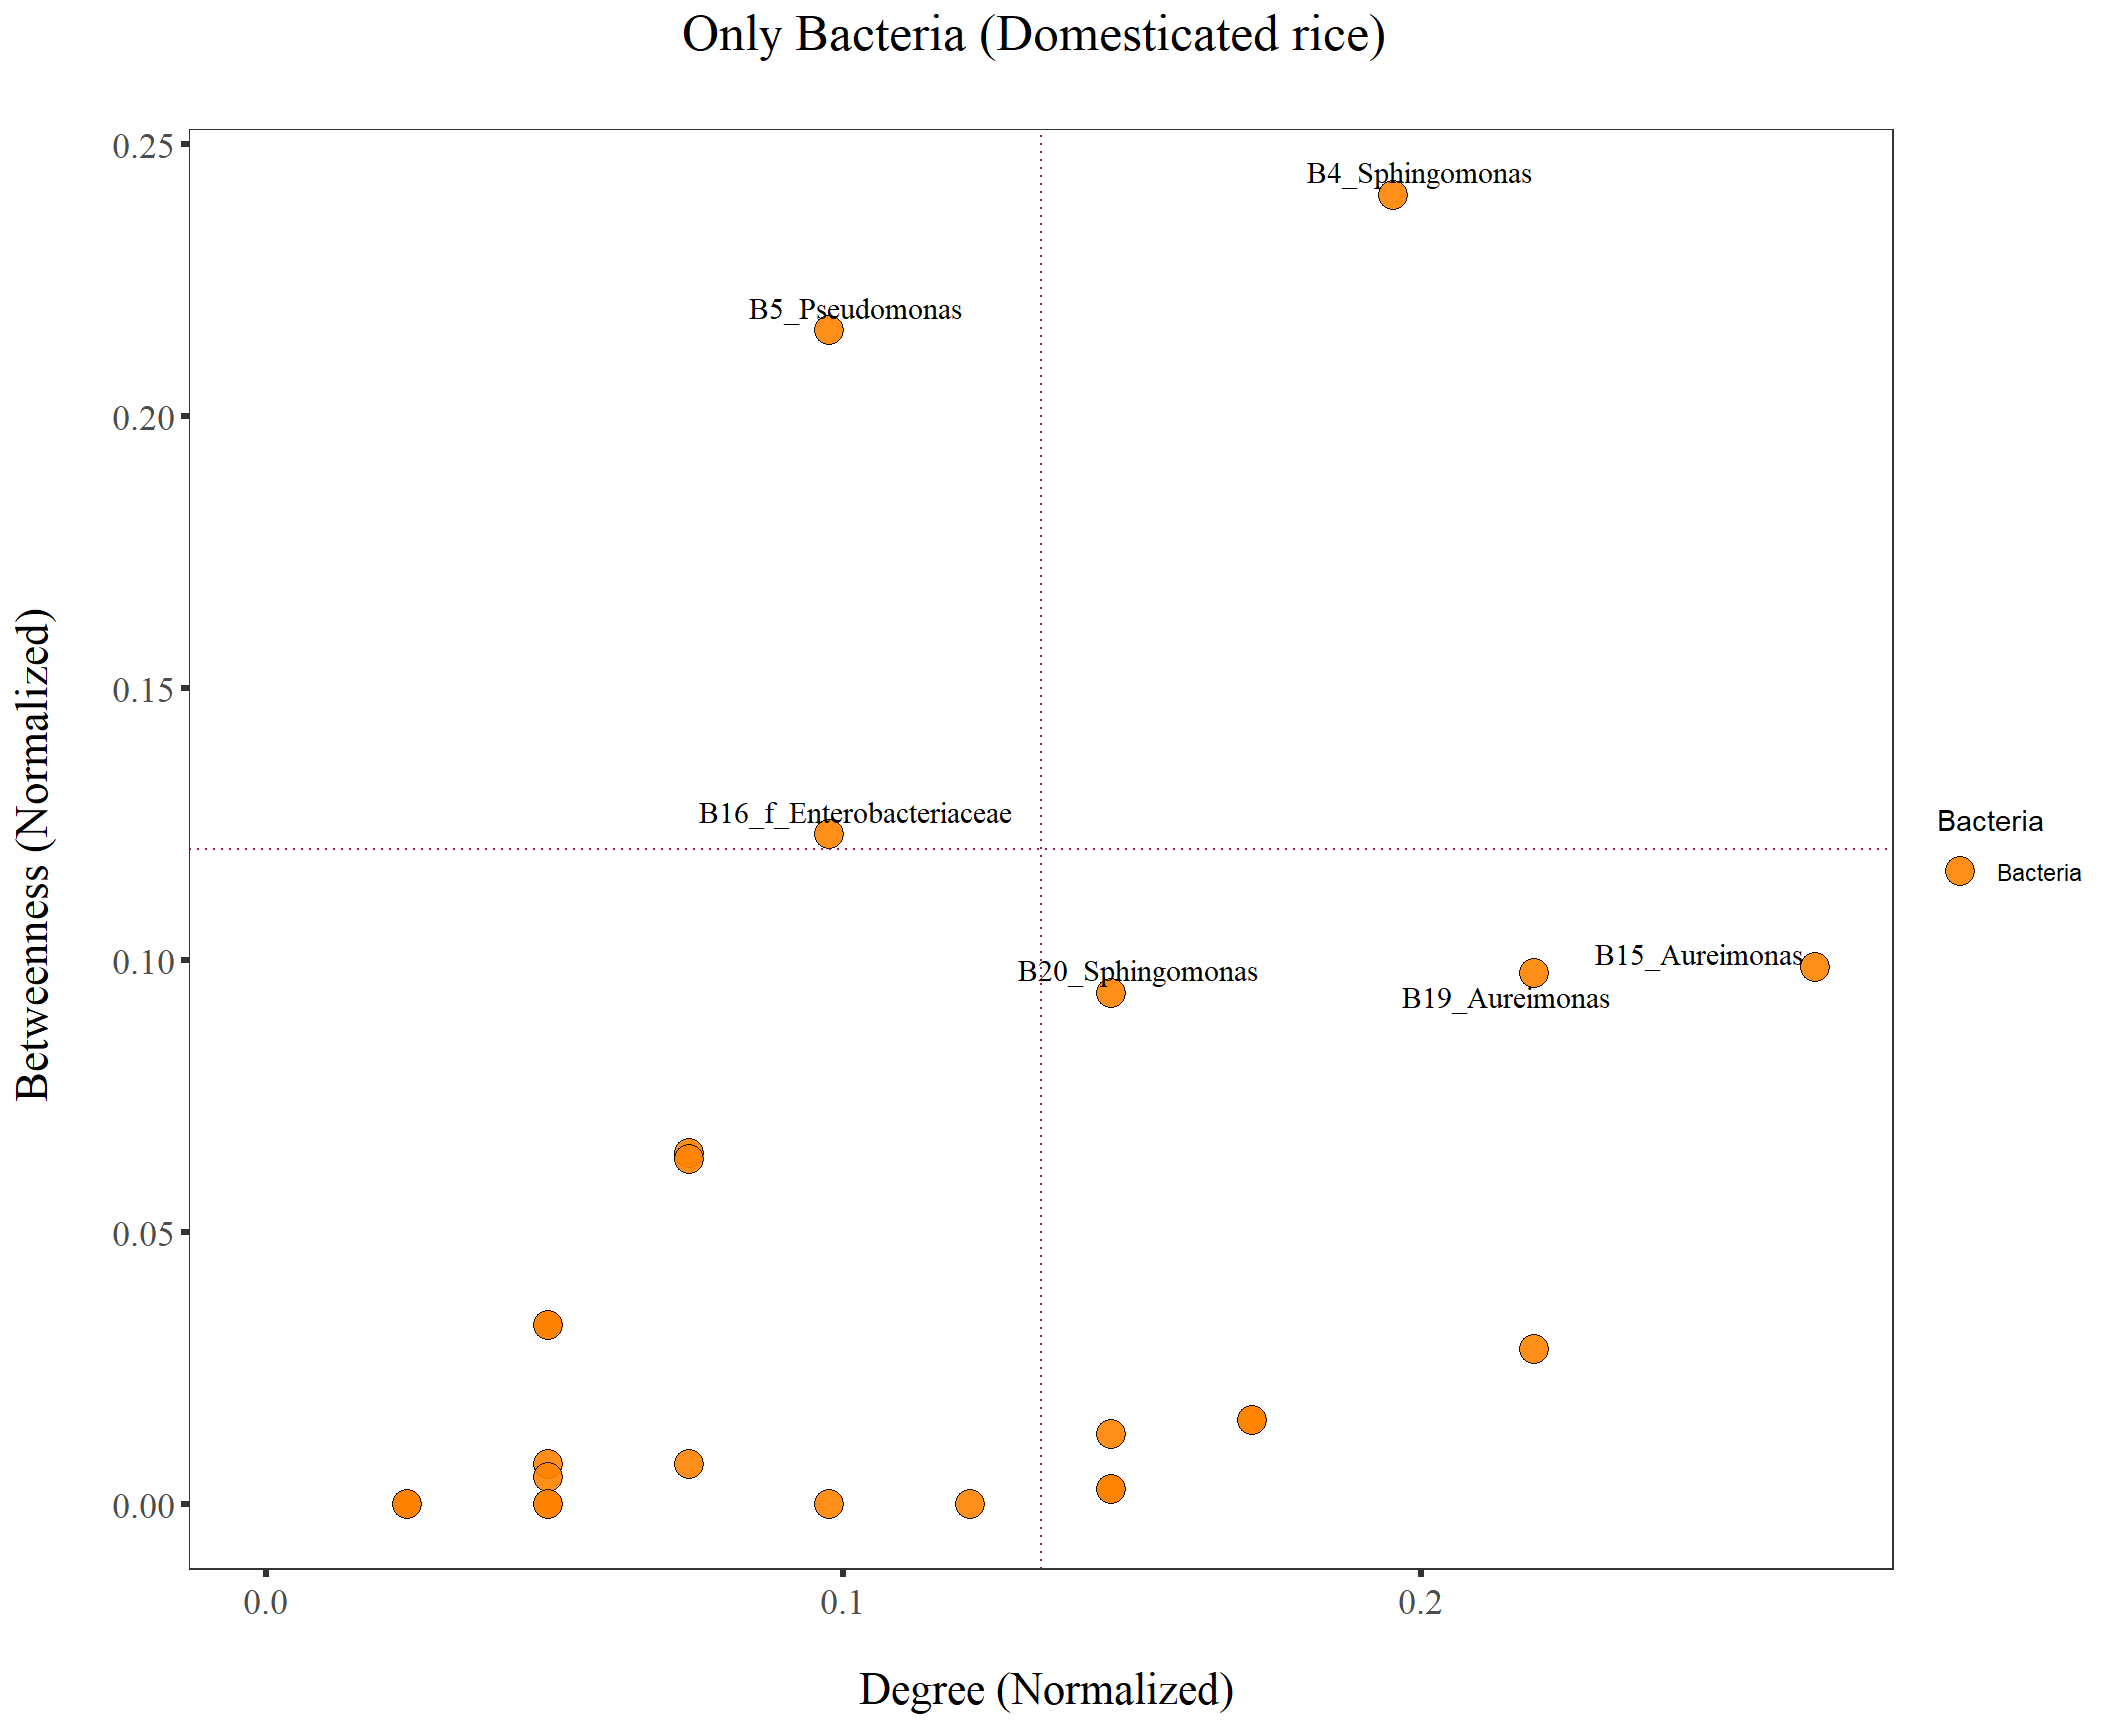 Only Bacteria (Domesticated rice)
0.25
0.20
0.15
0.10
0.05
0.00
Betweenness (Normalized)
B4_Sphingomonas
B5_Pseudomonas
B16_f_Enterobacteriaceae
B15_Aureimonas
B20_Sphingomonas
B19_Aureimonas
0.0 0.1 0.2
Degree (Normalized)
Bacteria
Bacteria